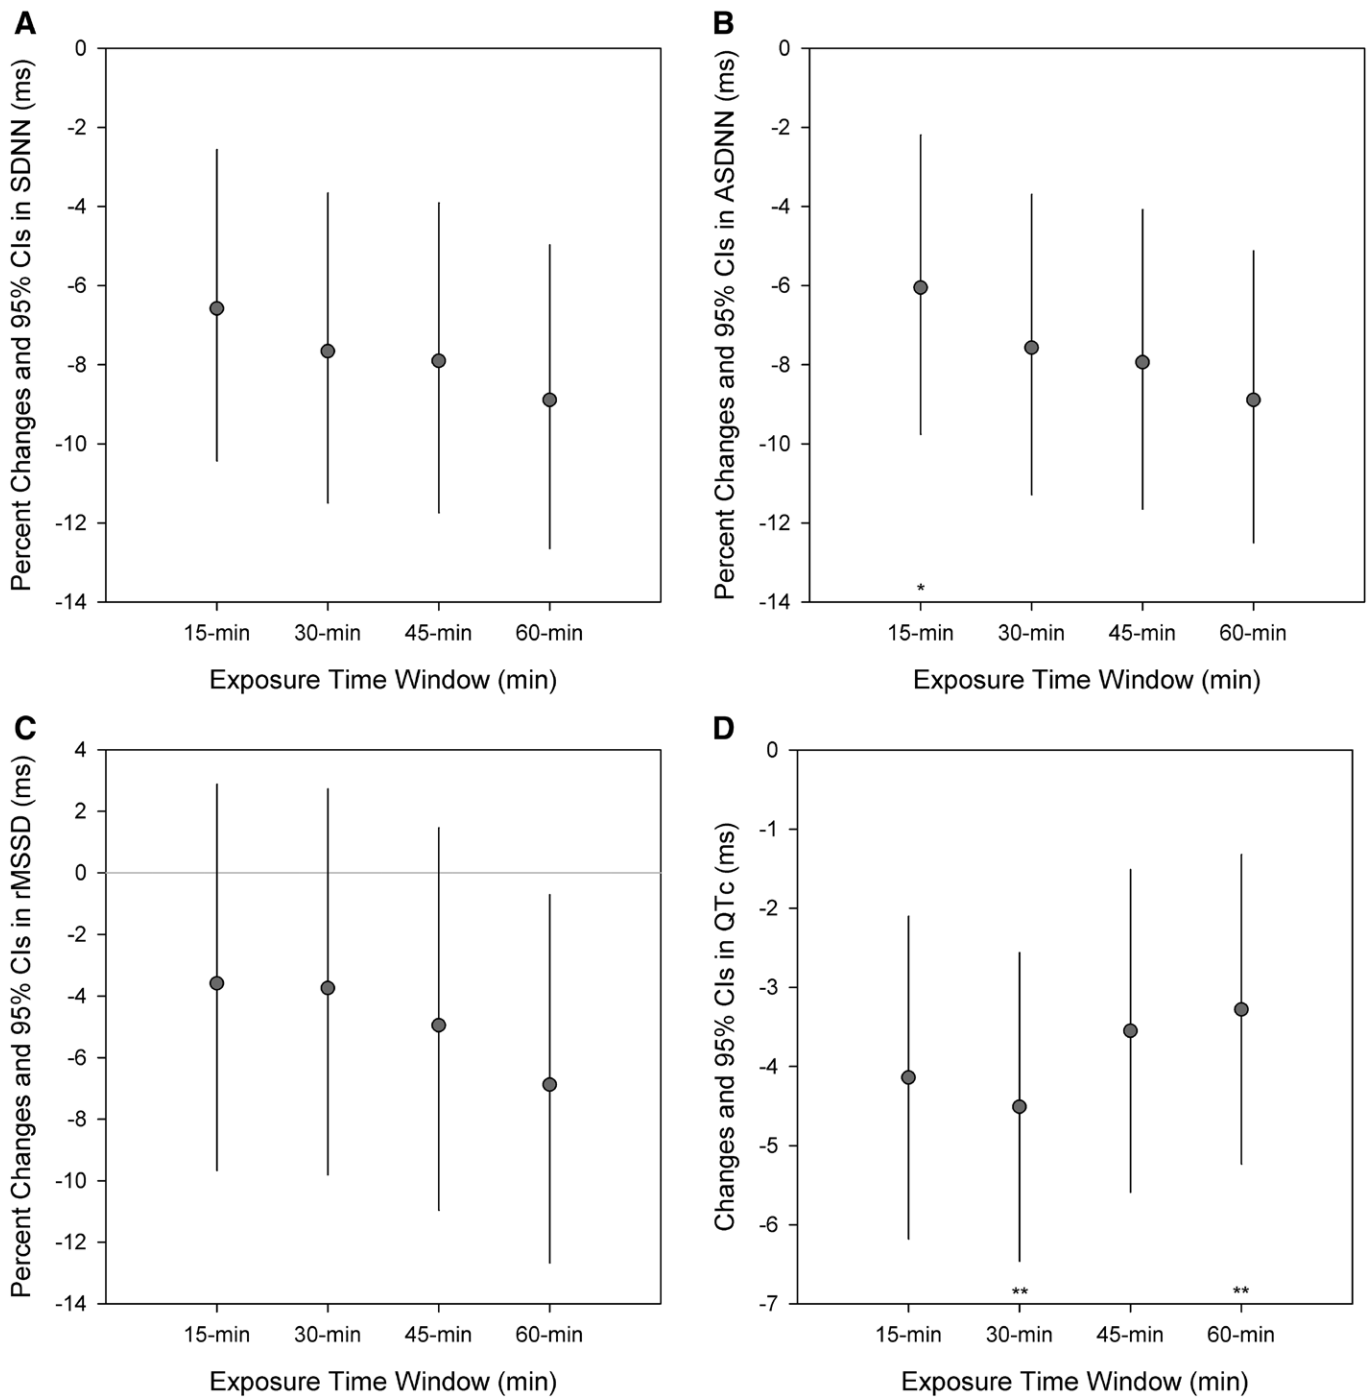 A
Percent Changes and 95% CIs in SDNN (ms)
0
-2
-4
-6
-8
-10
-12
-14
15-min 30-min 45-min 60-min
Exposure Time Window (min)
B
Percent Changes and 95% CIs in ASDNN (ms)
0
-2
-4
-6
-8
-10
-12
-14
*
15-min 30-min 45-min 60-min
Exposure Time Window (min)
C
Percent Changes and 95% CIs in rMSSD (ms)
4
2
0
-2
-4
-6
-8
-10
-12
-14
15-min 30-min 45-min 60-min
Exposure Time Window (min)
D
Changes and 95% CIs in QTc (ms)
0
-1
-2
-3
-4
-5
-6
-7
** **
15-min 30-min 45-min 60-min
Exposure Time Window (min)